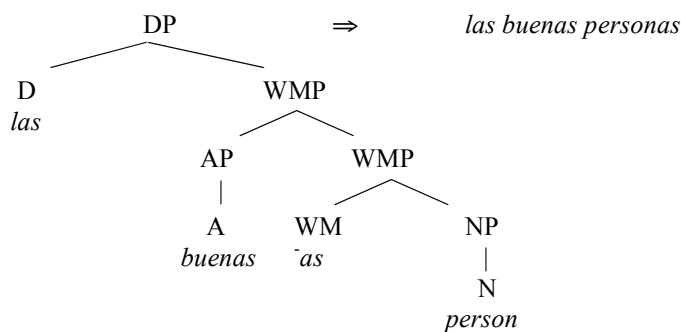 DP ⇒ las buenas personas
D WMP
las
AP WMP
A WM NP
buenas -as
N
person